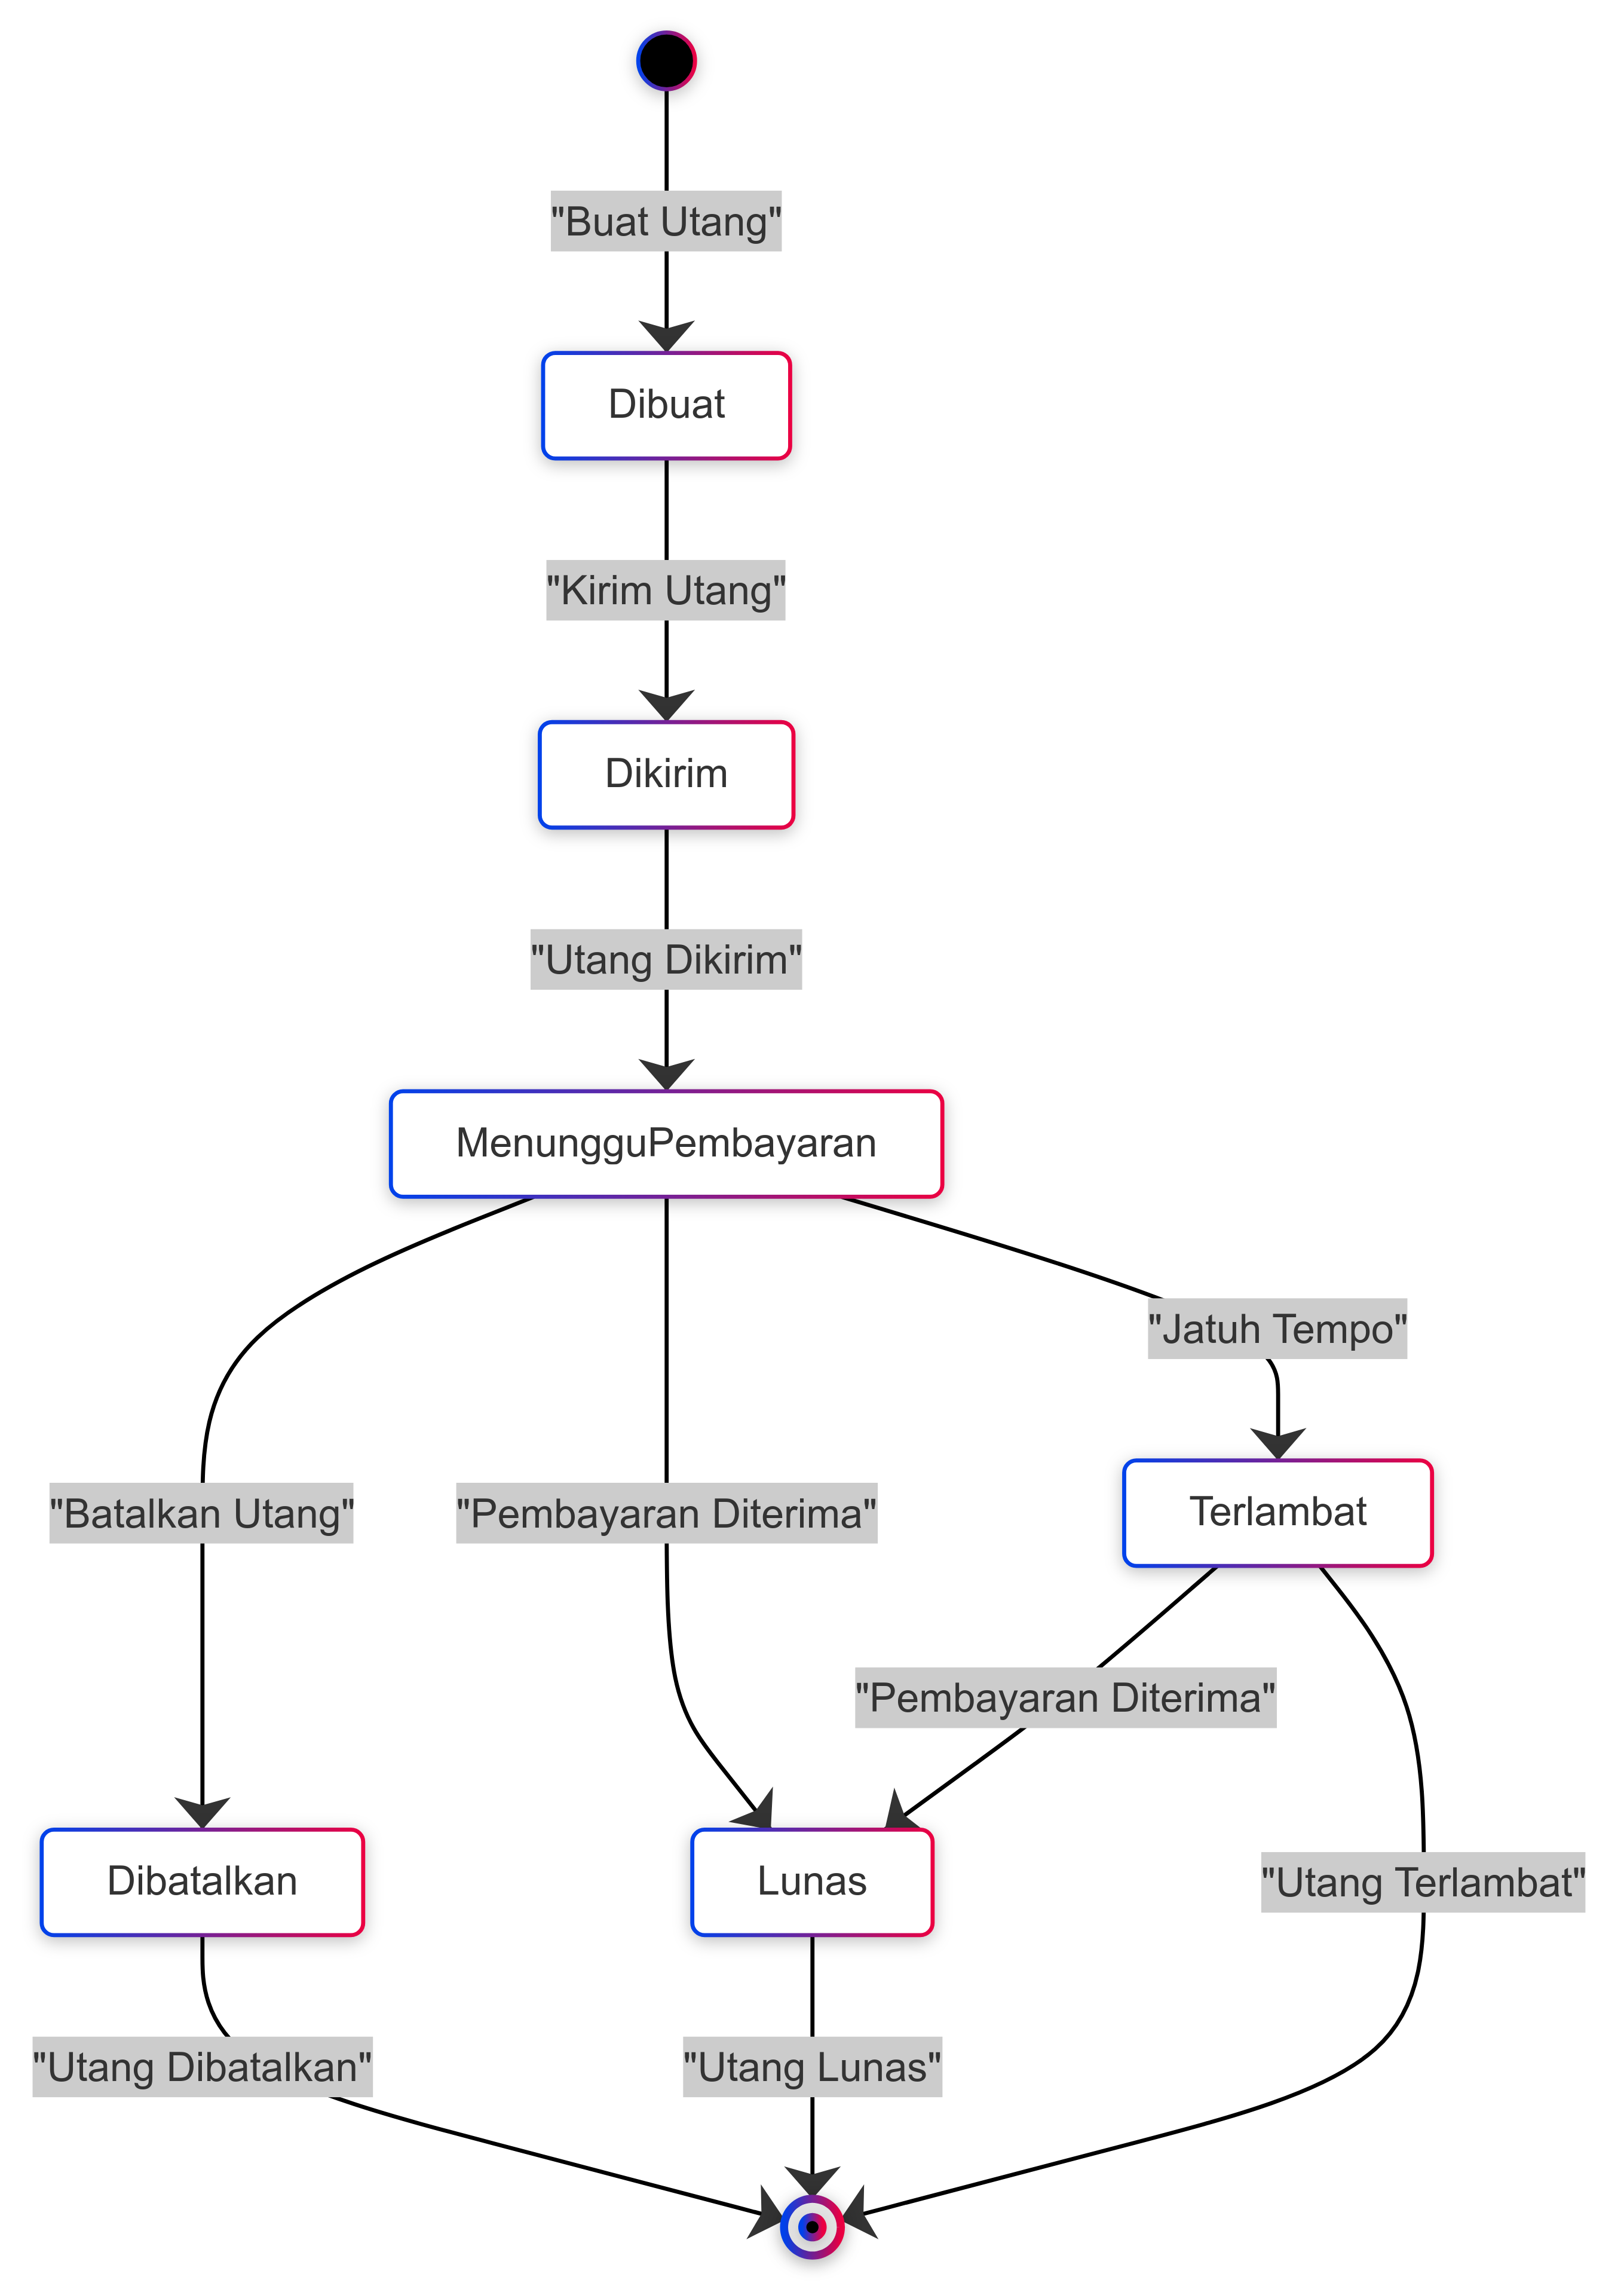 "Buat Utang"
Dibuat
"Kirim Utang"
Dikirim
"Utang Dikirim"
MenungguPembayaran
"Jatuh Tempo"
"Batalkan Utang"
"Pembayaran Diterima"
Terlambat
"Pembayaran Diterima"
Dibatalkan
Lunas
"Utang Terlambat"
"Utang Dibatalkan"
"Utang Lunas"